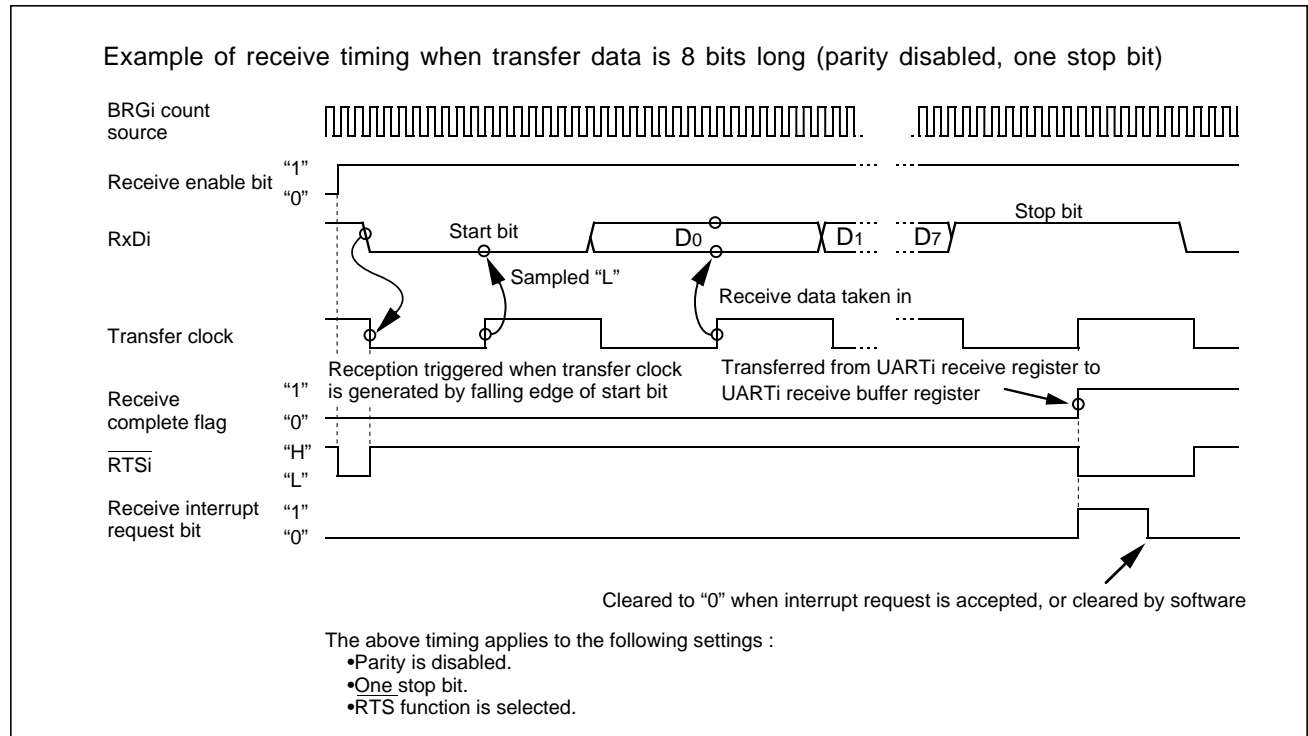 Example of receive timing when transfer data is 8 bits long (parity disabled, one stop bit)
BRGi count
source
Receive enable bit
“1”
“0”
RxDi
Start bit
D0
D1
D7
Stop bit
Sampled “L”
Receive data taken in
Transfer clock
Reception triggered when transfer clock
is generated by falling edge of start bit
Transferred from UARTi receive register to
UARTi receive buffer register
Receive
complete flag
“1”
“0”
RTSi
“H”
“L”
Receive interrupt
request bit
“1”
“0”
Cleared to “0” when interrupt request is accepted, or cleared by software
The above timing applies to the following settings :
•Parity is disabled.
•One stop bit.
•RTS function is selected.